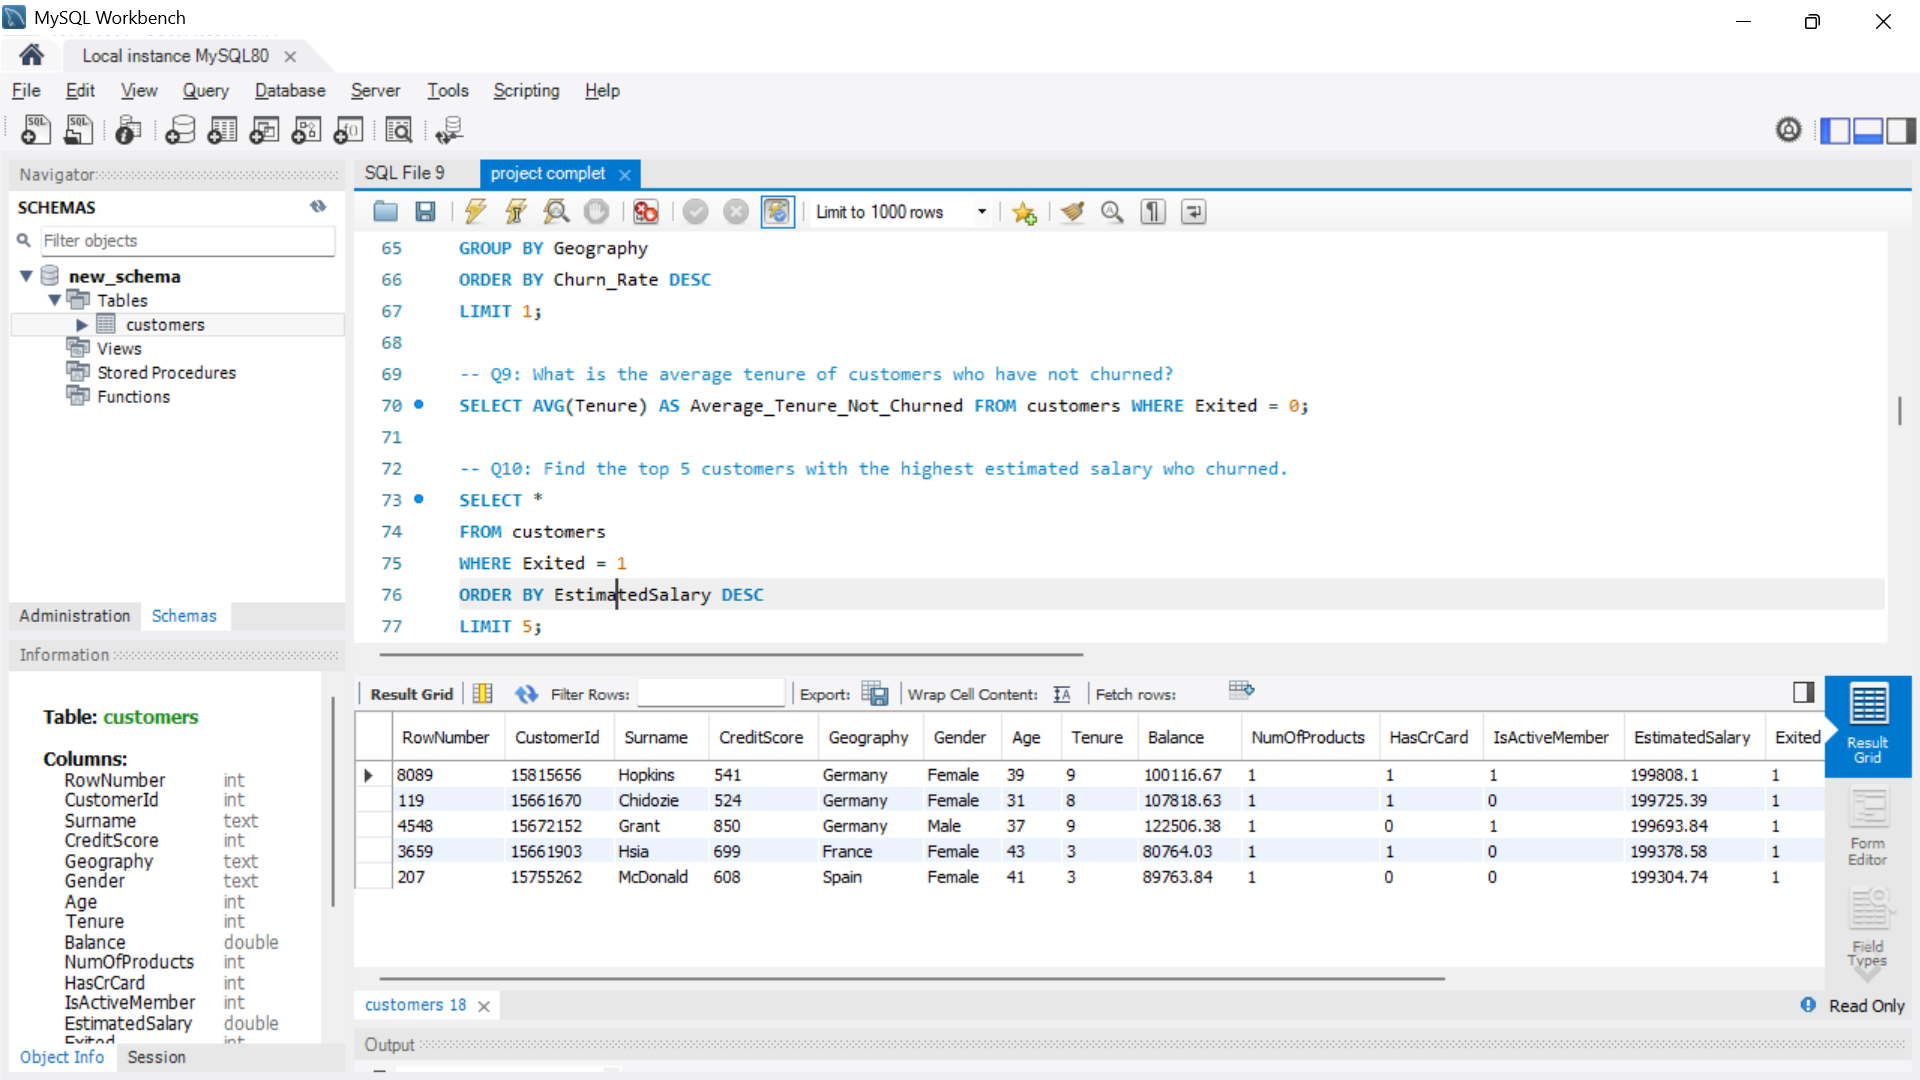 MySQL Workbench
Local instance MySQL80
File Edit View Query Database Server Tools Scripting Help
Navigator
SQL File 9 project complet
SCHEMAS
Limit to 1000 rows
Filter objects
new_schema
Tables
customers
Views
Stored Procedures
Functions
65 GROUP BY Geography
66 ORDER BY Churn_Rate DESC
67 LIMIT 1;
68
69 -- Q9: What is the average tenure of customers who have not churned?
70 SELECT AVG(Tenure) AS Average_Tenure_Not_Churned FROM customers WHERE Exited = 0;
71
72 -- Q10: Find the top 5 customers with the highest estimated salary who churned.
73 SELECT *
74 FROM customers
75 WHERE Exited = 1
76 ORDER BY EstimatedSalary DESC
77 LIMIT 5;
Administration Schemas
Information
Table: customers
Columns:
RowNumber int
CustomerId int
Surname text
CreditScore int
Geography text
Gender text
Age int
Tenure int
Balance double
NumOfProducts int
HasCrCard int
IsActiveMember int
EstimatedSalary double
Exited int
Object Info Session
Result Grid Filter Rows: Export: Wrap Cell Content: Fetch rows:
RowNumber CustomerId Surname CreditScore Geography Gender Age Tenure Balance NumOfProducts HasCrCard IsActiveMember EstimatedSalary Exited
8089 15815656 Hopkins 541 Germany Female 39 9 100116.67 1 1 1 199808.1 1
119 15661670 Chidozie 524 Germany Female 31 8 107818.63 1 1 0 199725.39 1
4548 15672152 Grant 850 Germany Male 37 9 122506.38 1 0 1 199693.84 1
3659 15661903 Hsia 699 France Female 43 3 80764.03 1 1 0 199378.58 1
207 15755262 McDonald 608 Spain Female 41 3 89763.84 1 0 0 199304.74 1
Result
Grid
Form
Editor
Field
Types
customers 18
Read Only
Output